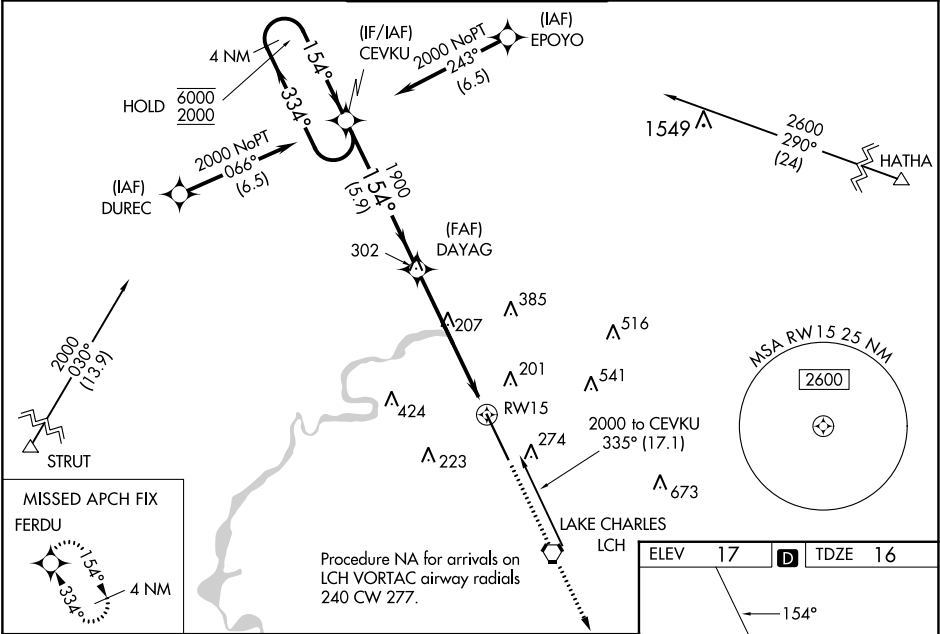 (IF/IAF)
CEVKU
(IAF)
EPOYO
4 NM
154°
334°
2000 NoPT
243°
(6.5)
HOLD
6000
2000
1549
2600
290°
(24)
HATHA
2000 NoPT
066°
(6.5)
(IAF)
DUREC
1900
154°
(5.9)
(FAF)
DAYAG
302
385
207
516
MSA RW15 25 NM
2600
2000
030°
(13.9)
201
541
424
RW15
2000 to CEVKU
335° (17.1)
274
223
STRUT
673
MISSED APCH FIX
FERDU
154°
334°
4 NM
LAKE CHARLES
LCH
Procedure NA for arrivals on
LCH VORTAC airway radials
240 CW 277.
ELEV 17 D TDZE 16
154°